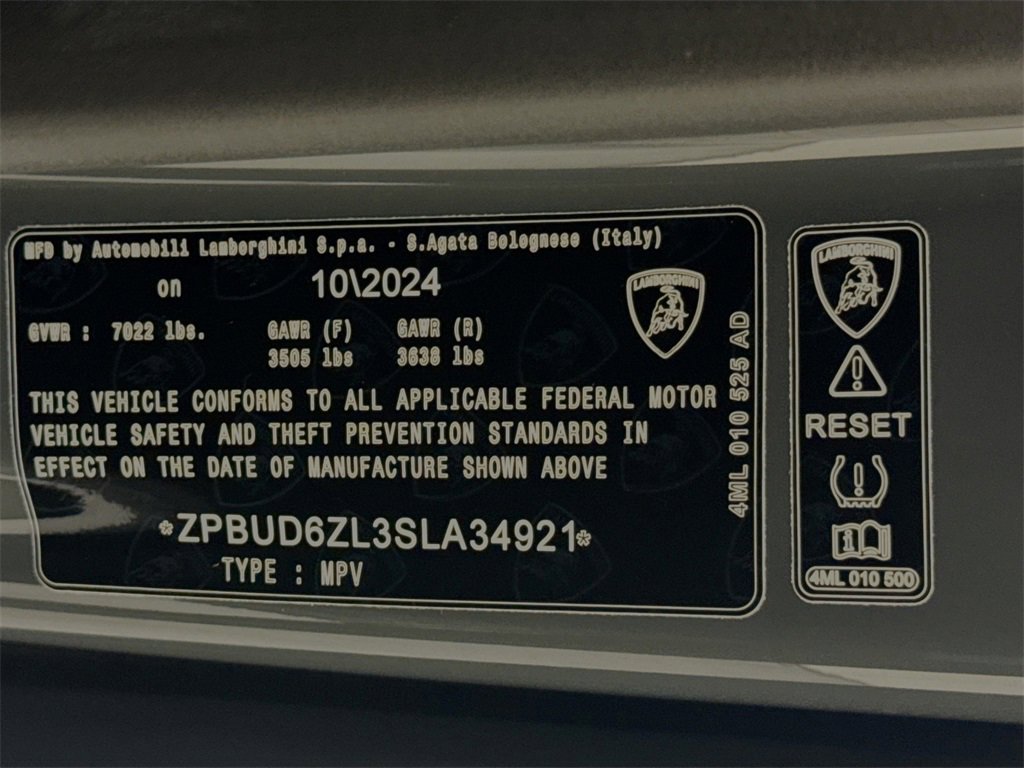 MFD by Automobili Lamborghini S.p.a. - S.Agata Bolognese (Italy)
on 10\2024
GVWR : 7022 lbs. GAWR (F) GAWR (R)
3505 lbs 3638 lbs
THIS VEHICLE CONFORMS TO ALL APPLICABLE FEDERAL MOTOR
VEHICLE SAFETY AND THEFT PREVENTION STANDARDS IN
EFFECT ON THE DATE OF MANUFACTURE SHOWN ABOVE
*ZPBUD6ZL3SLA34921*
TYPE : MPV
LAMBORGHINI
4ML 010 525 AD
LAMBORGHINI
RESET
4ML 010 500